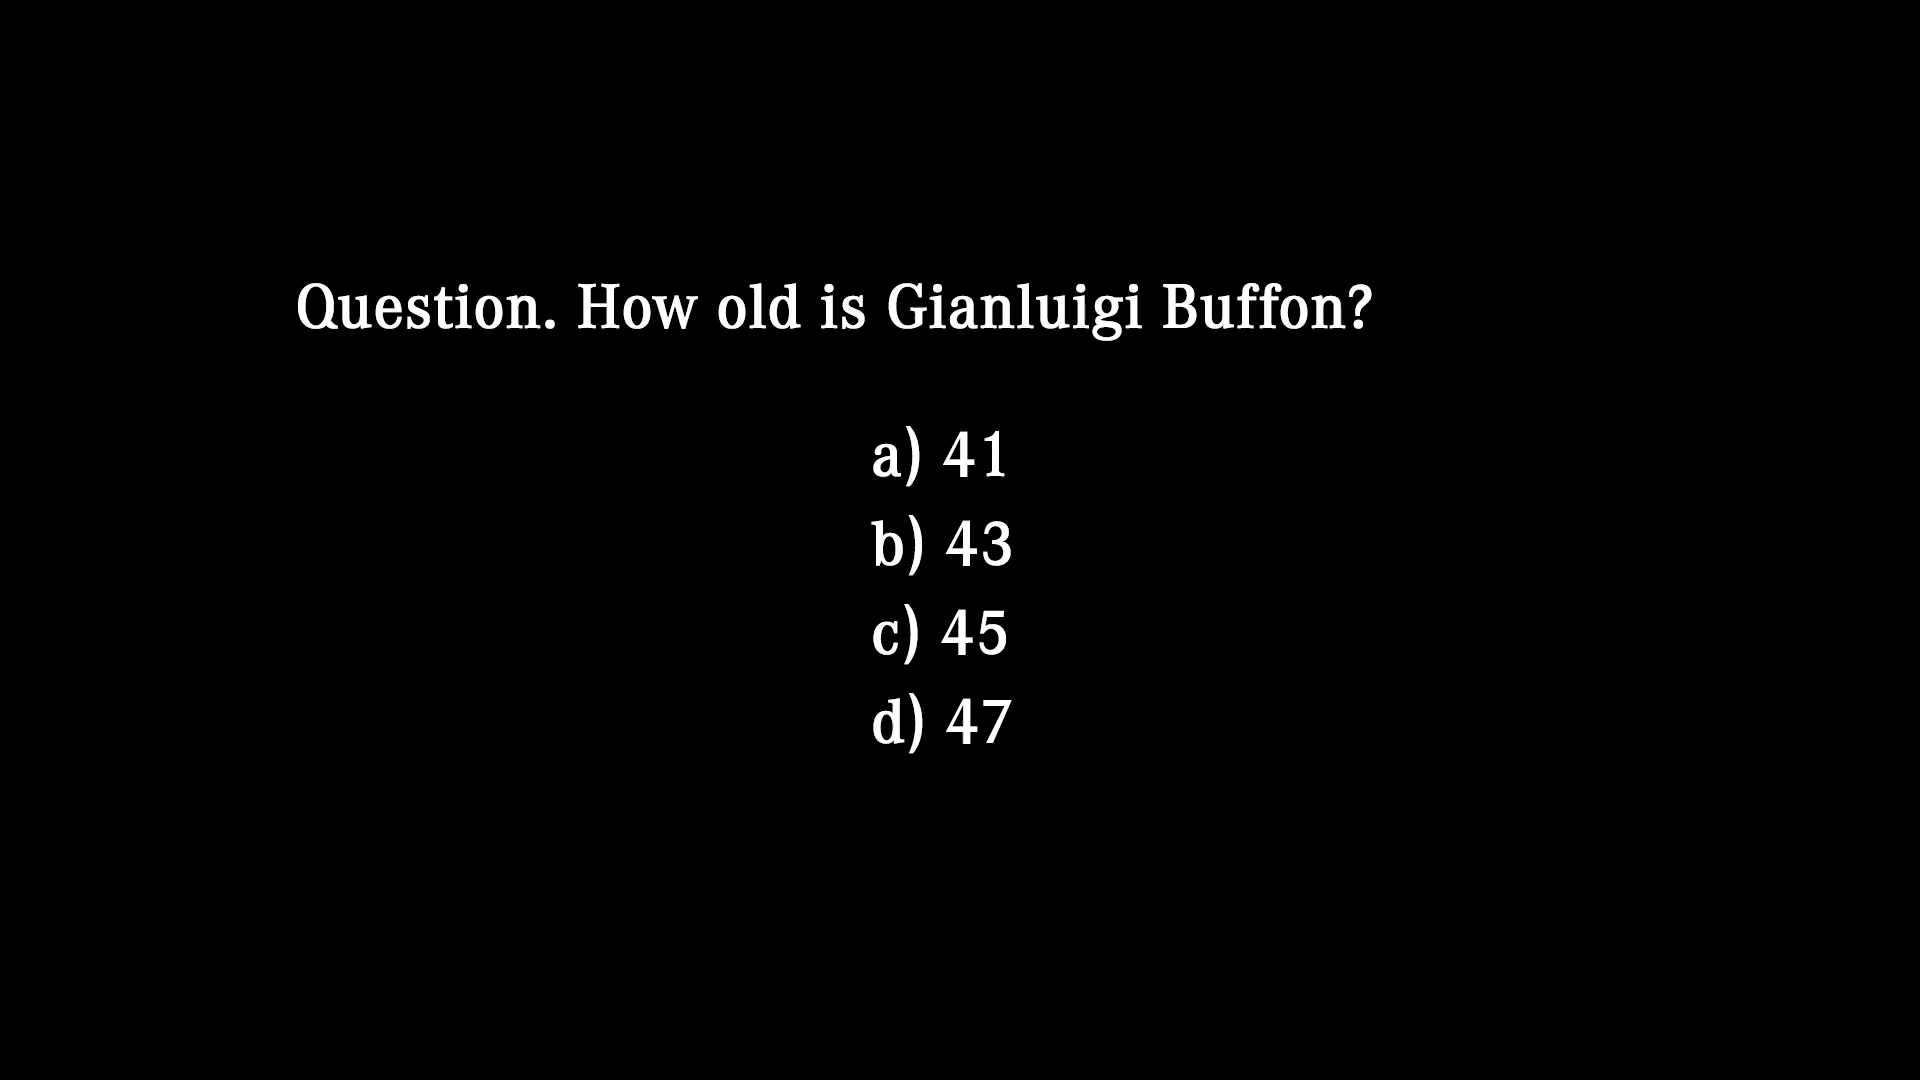 Question. How old is Gianluigi Buffon?
a) 41
b) 43
c) 45
d) 47